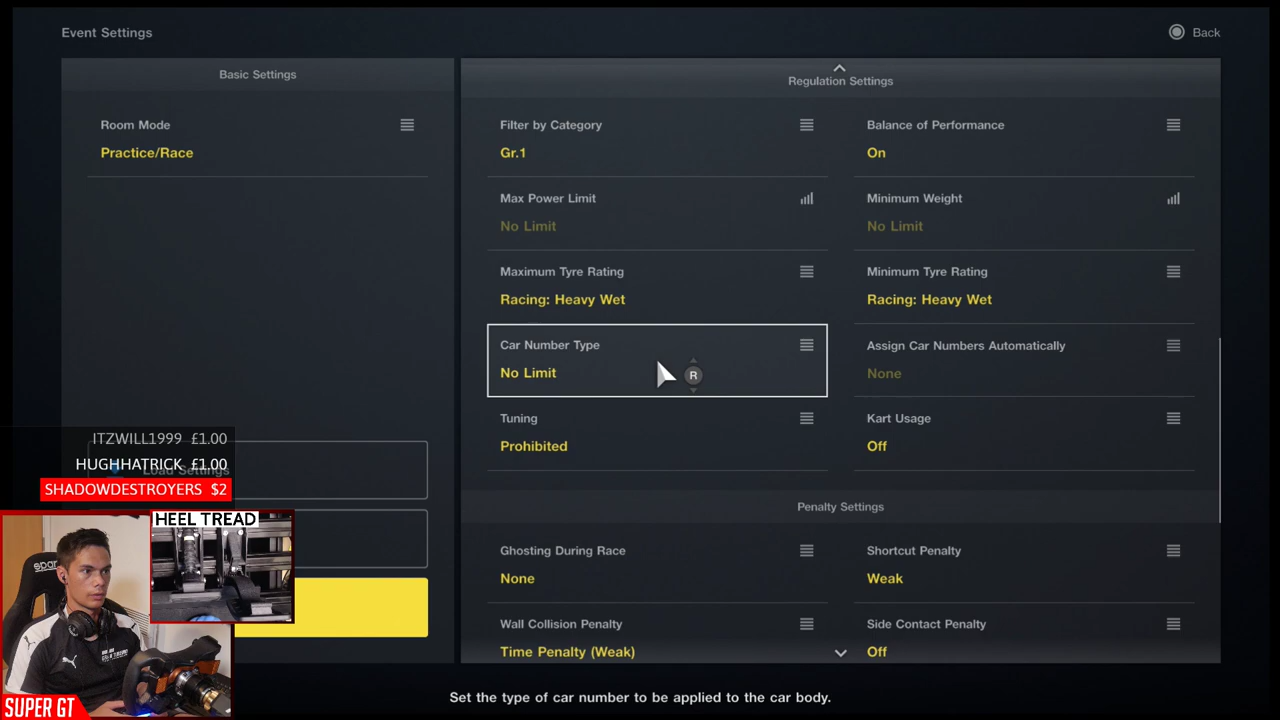 Event Settings
Back
Basic Settings
Room Mode
Practice/Race
Regulation Settings
Filter by Category
Gr.1
Balance of Performance
On
Max Power Limit
No Limit
Minimum Weight
No Limit
Maximum Tyre Rating
Racing: Heavy Wet
Minimum Tyre Rating
Racing: Heavy Wet
Car Number Type
No Limit
R
Assign Car Numbers Automatically
None
Tuning
Prohibited
Kart Usage
Off
Penalty Settings
Ghosting During Race
None
Shortcut Penalty
Weak
Wall Collision Penalty
Time Penalty (Weak)
Side Contact Penalty
Off
ITZWILL1999 £1.00
HUGHHATRICK £1.00
Load Settings
SHADOWDESTROYERS $2
HEEL TREAD
SUPER GT
Set the type of car number to be applied to the car body.